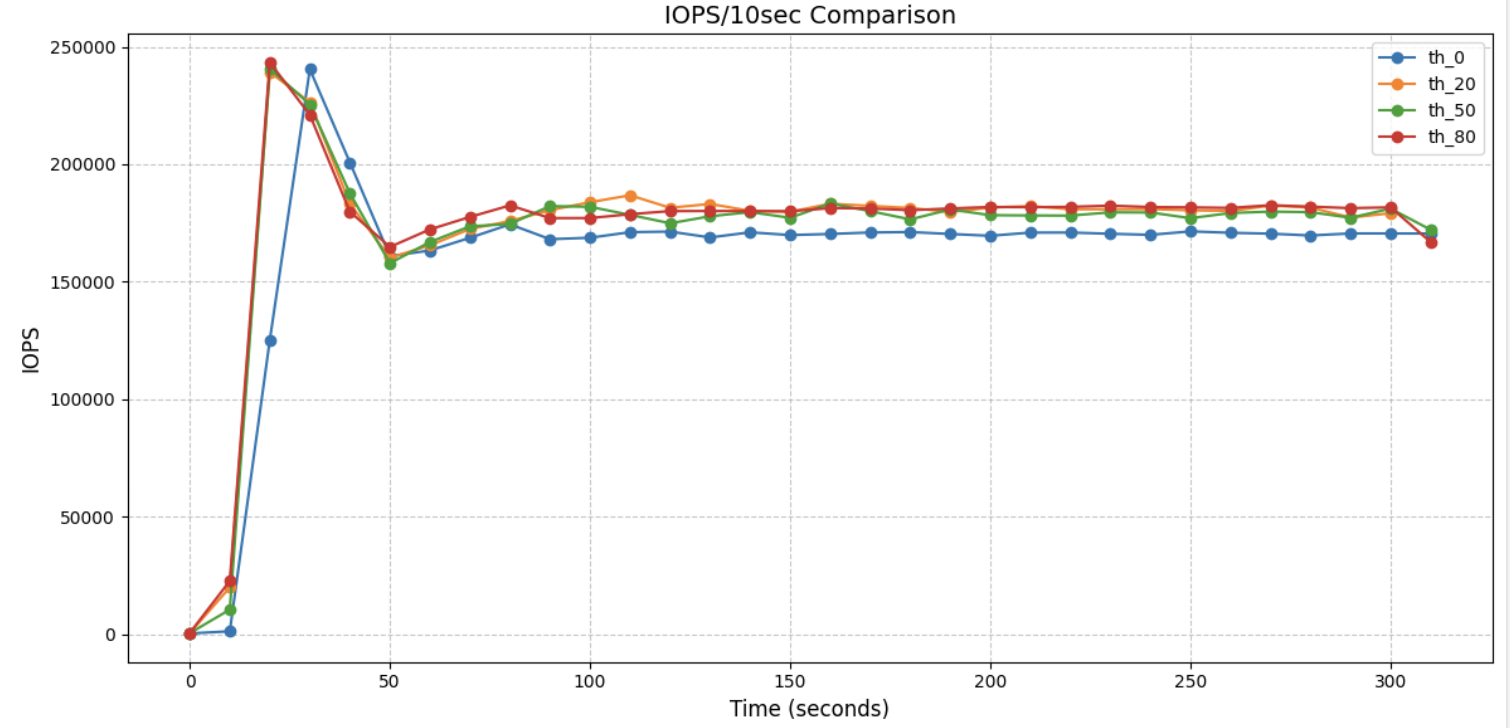 IOPS/10sec Comparison
250000
200000
150000
100000
50000
0
IOPS
th_0
th_20
th_50
th_80
0 50 100 150 200 250 300
Time (seconds)